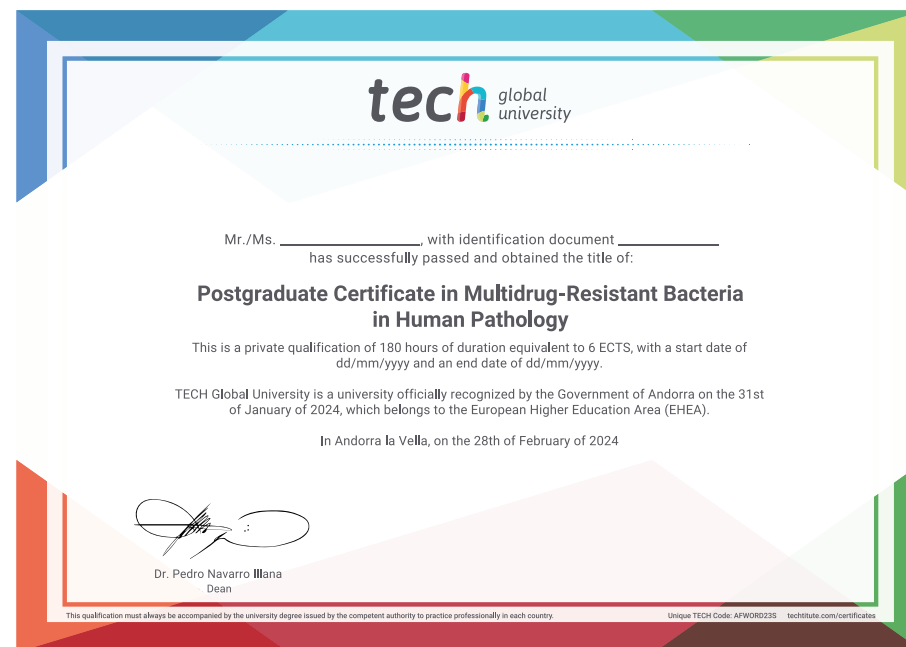 tech global university
Mr./Ms. ________________, with identification document ____________
has successfully passed and obtained the title of:
Postgraduate Certificate in Multidrug-Resistant Bacteria
in Human Pathology
This is a private qualification of 180 hours of duration equivalent to 6 ECTS, with a start date of
dd/mm/yyyy and an end date of dd/mm/yyyy.
TECH Global University is a university officially recognized by the Government of Andorra on the 31st
of January of 2024, which belongs to the European Higher Education Area (EHEA).
In Andorra la Vella, on the 28th of February of 2024
Dr. Pedro Navarro Illana
Dean
This qualification must always be accompanied by the university degree issued by the competent authority to practice professionally in each country.
Unique TECH Code: AFWORD23S techtitute.com/certificates